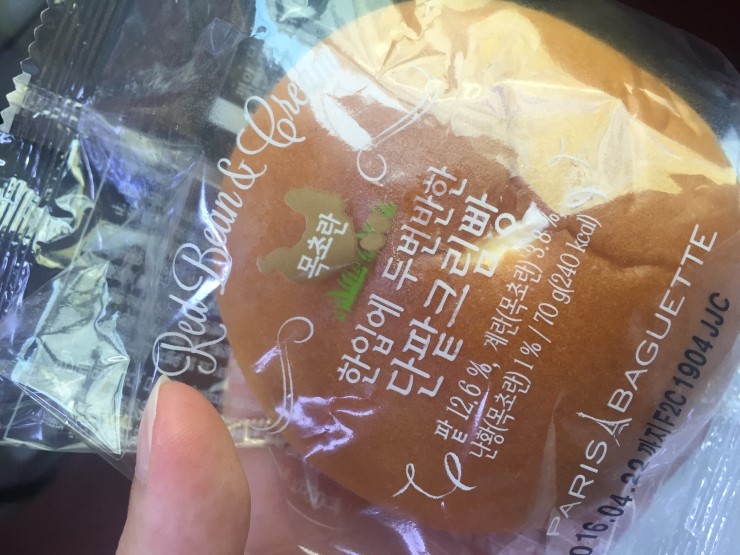 Red Bean & Cream
목초란
한입에 두번반한
단팥크림빵
팥 12.6 %, 계란(목초란) 3.8%
난황(목초란) 1 % / 70 g(240 kcal)
PARIS BAGUETTE
016.04.22 까지F2C1904JJC